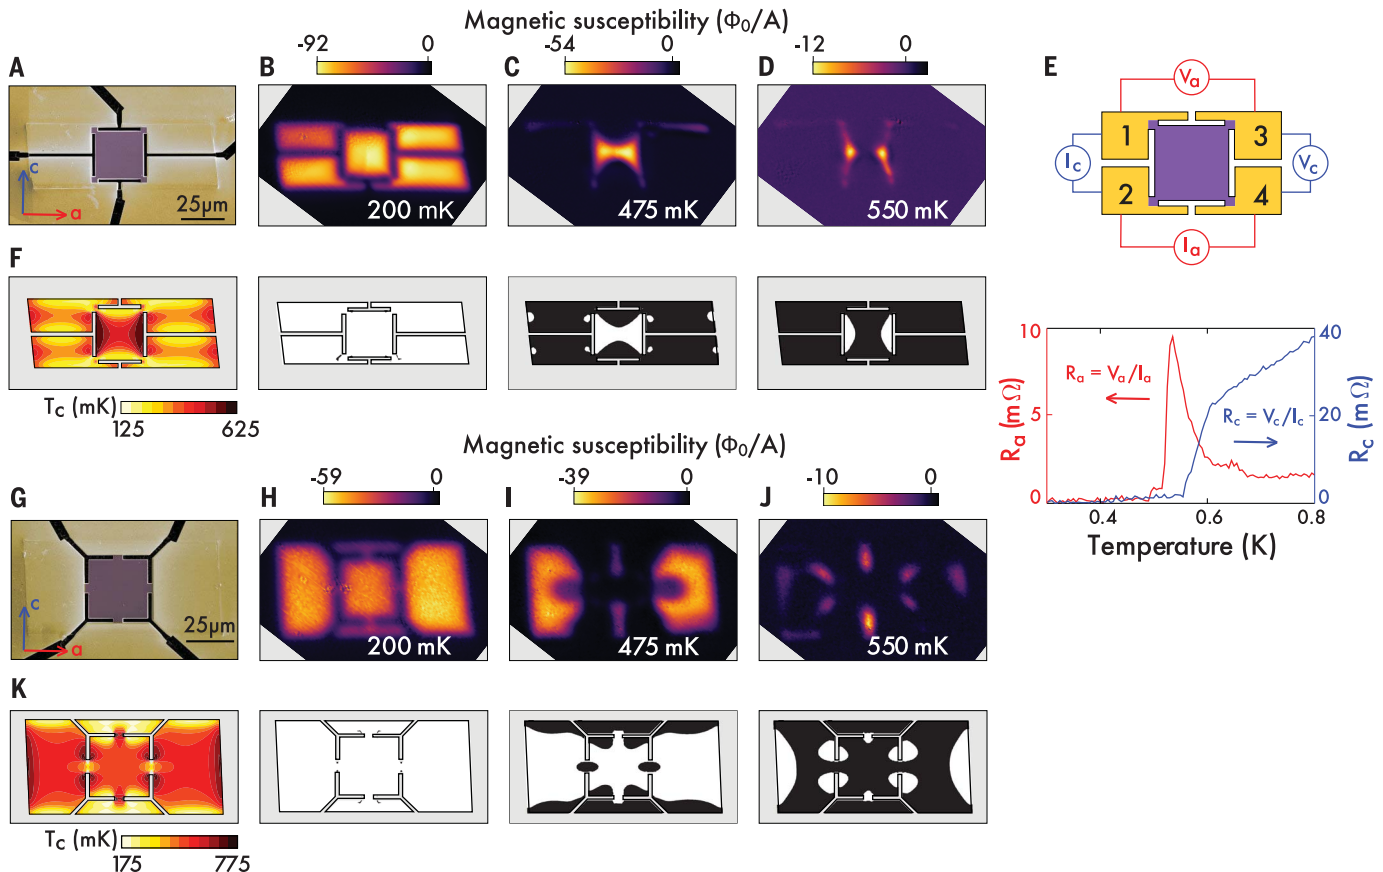 Magnetic susceptibility (Φ₀/A)
-92 0 -54 0 -12 0
A B C D E
c
a
25μm
200 mK
475 mK
550 mK
Vₐ
1 3
I꜀ V꜀
2 4
Iₐ
F
T꜀ (mK)
125 625
10 40
Rₐ = Vₐ/Iₐ
R꜀ = V꜀/I꜀
5 20
0 0
Rₐ (mΩ)
R꜀ (mΩ)
0.4 0.6 0.8
Temperature (K)
Magnetic susceptibility (Φ₀/A)
-59 0 -39 0 -10 0
G H I J
c
a
25μm
200 mK
475 mK
550 mK
K
T꜀ (mK)
175 775